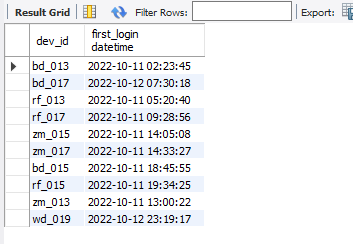 Result Grid Filter Rows: Export:
dev_id first_login
datetime
bd_013 2022-10-11 02:23:45
bd_017 2022-10-12 07:30:18
rf_013 2022-10-11 05:20:40
rf_017 2022-10-11 09:28:56
zm_015 2022-10-11 14:05:08
zm_017 2022-10-11 14:33:27
bd_015 2022-10-11 18:45:55
rf_015 2022-10-11 19:34:25
zm_013 2022-10-11 13:00:22
wd_019 2022-10-12 23:19:17